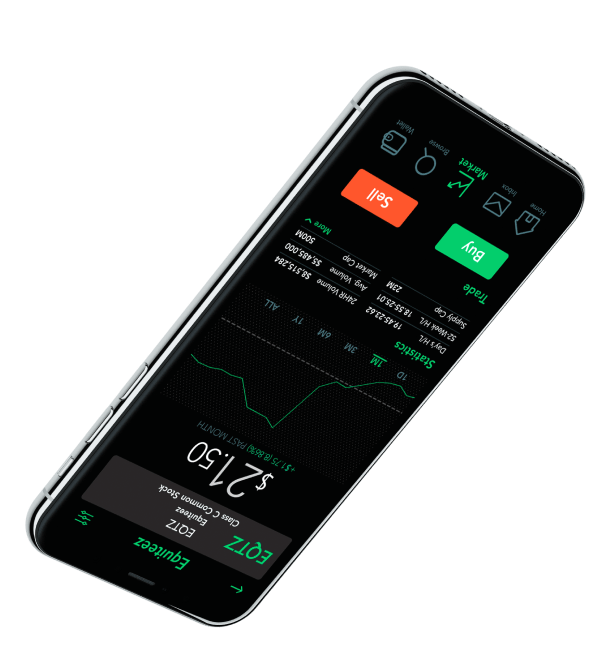 Equiteez
EQTZ
EQTZ
Equiteez
Class C Common Stock
$21.50
+$1.75 (8.86%) PAST MONTH
1D 1M 3M 6M 1Y ALL
Statistics
Day's H/L 19.45-23.62 24HR Volume $8,515,284
52-Week H/L 18.55-25.01 Avg. Volume $5,485,000
Supply Cap 23M Market Cap 500M
More
Trade
Buy Sell
Home Inbox Market Browse Wallet